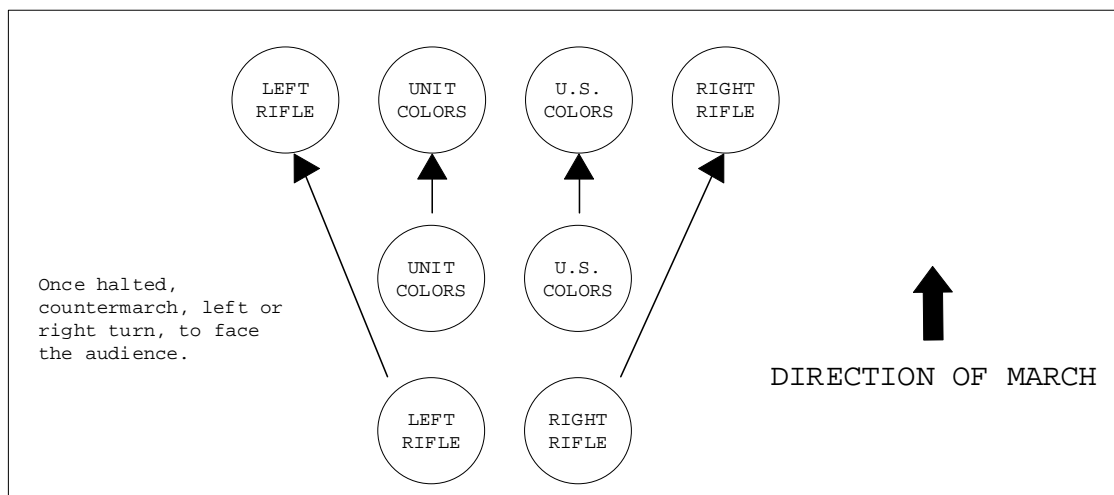 LEFT
RIFLE
UNIT
COLORS
U.S.
COLORS
RIGHT
RIFLE
UNIT
COLORS
U.S.
COLORS
Once halted,
countermarch, left or
right turn, to face
the audience.
DIRECTION OF MARCH
LEFT
RIFLE
RIGHT
RIFLE